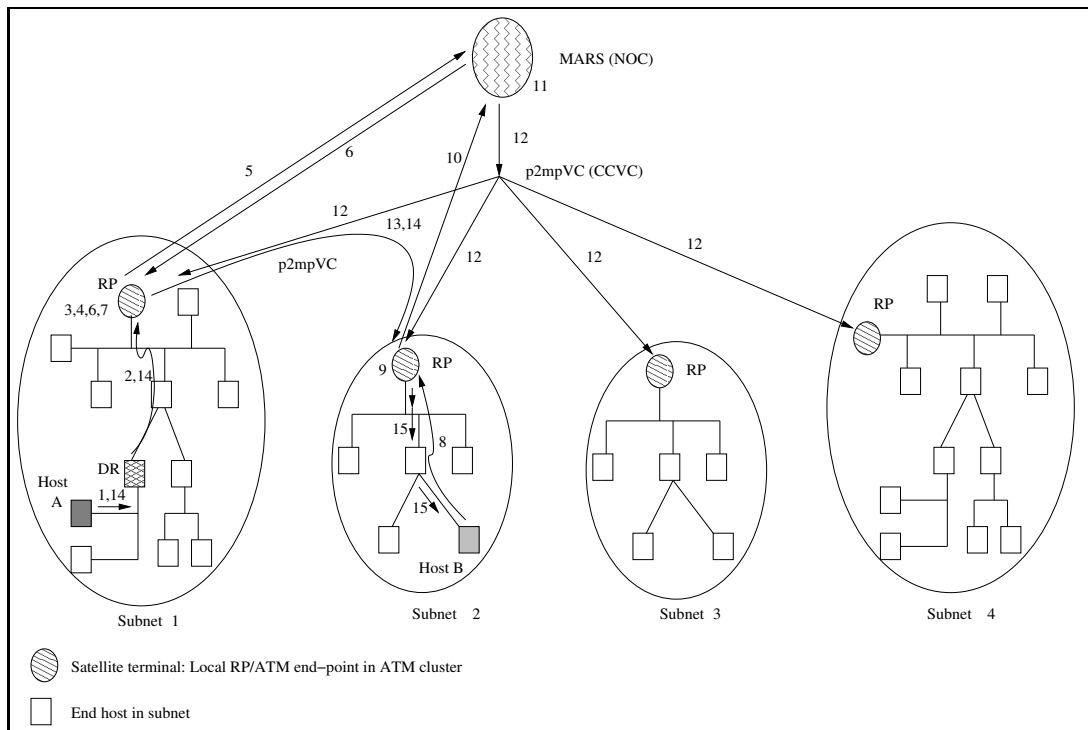 MARS (NOC)
11
12
p2mpVC (CCVC)
5
6
10
12
13,14
p2mpVC
12
12
12
RP
3,4,6,7
2,14
DR
Host
A
1,14
Subnet 1
RP
9
15
8
15
Host B
Subnet 2
RP
Subnet 3
RP
Subnet 4
Satellite terminal: Local RP/ATM end−point in ATM cluster
End host in subnet